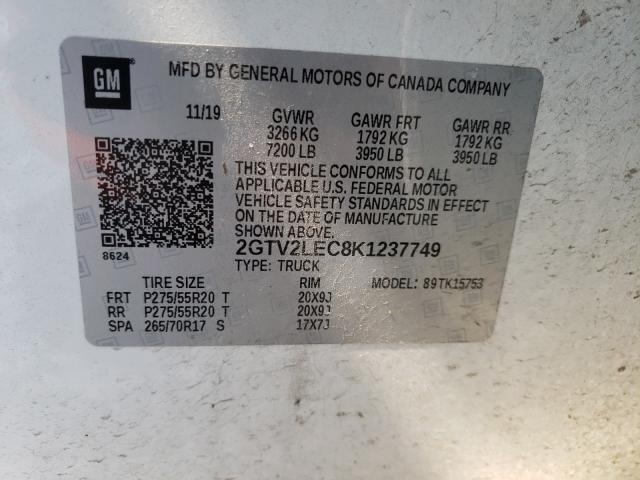 GM
MFD BY GENERAL MOTORS OF CANADA COMPANY
11/19 GVWR GAWR FRT GAWR RR
3266 KG 1792 KG 1792 KG
7200 LB 3950 LB 3950 LB
THIS VEHICLE CONFORMS TO ALL
APPLICABLE U.S. FEDERAL MOTOR
VEHICLE SAFETY STANDARDS IN EFFECT
ON THE DATE OF MANUFACTURE
SHOWN ABOVE.
8624 2GTV2LEC8K1237749
TYPE: TRUCK MODEL: 89TK15753
TIRE SIZE RIM
FRT P275/55R20 T 20X9J
RR P275/55R20 T 20X9J
SPA 265/70R17 S 17X7J